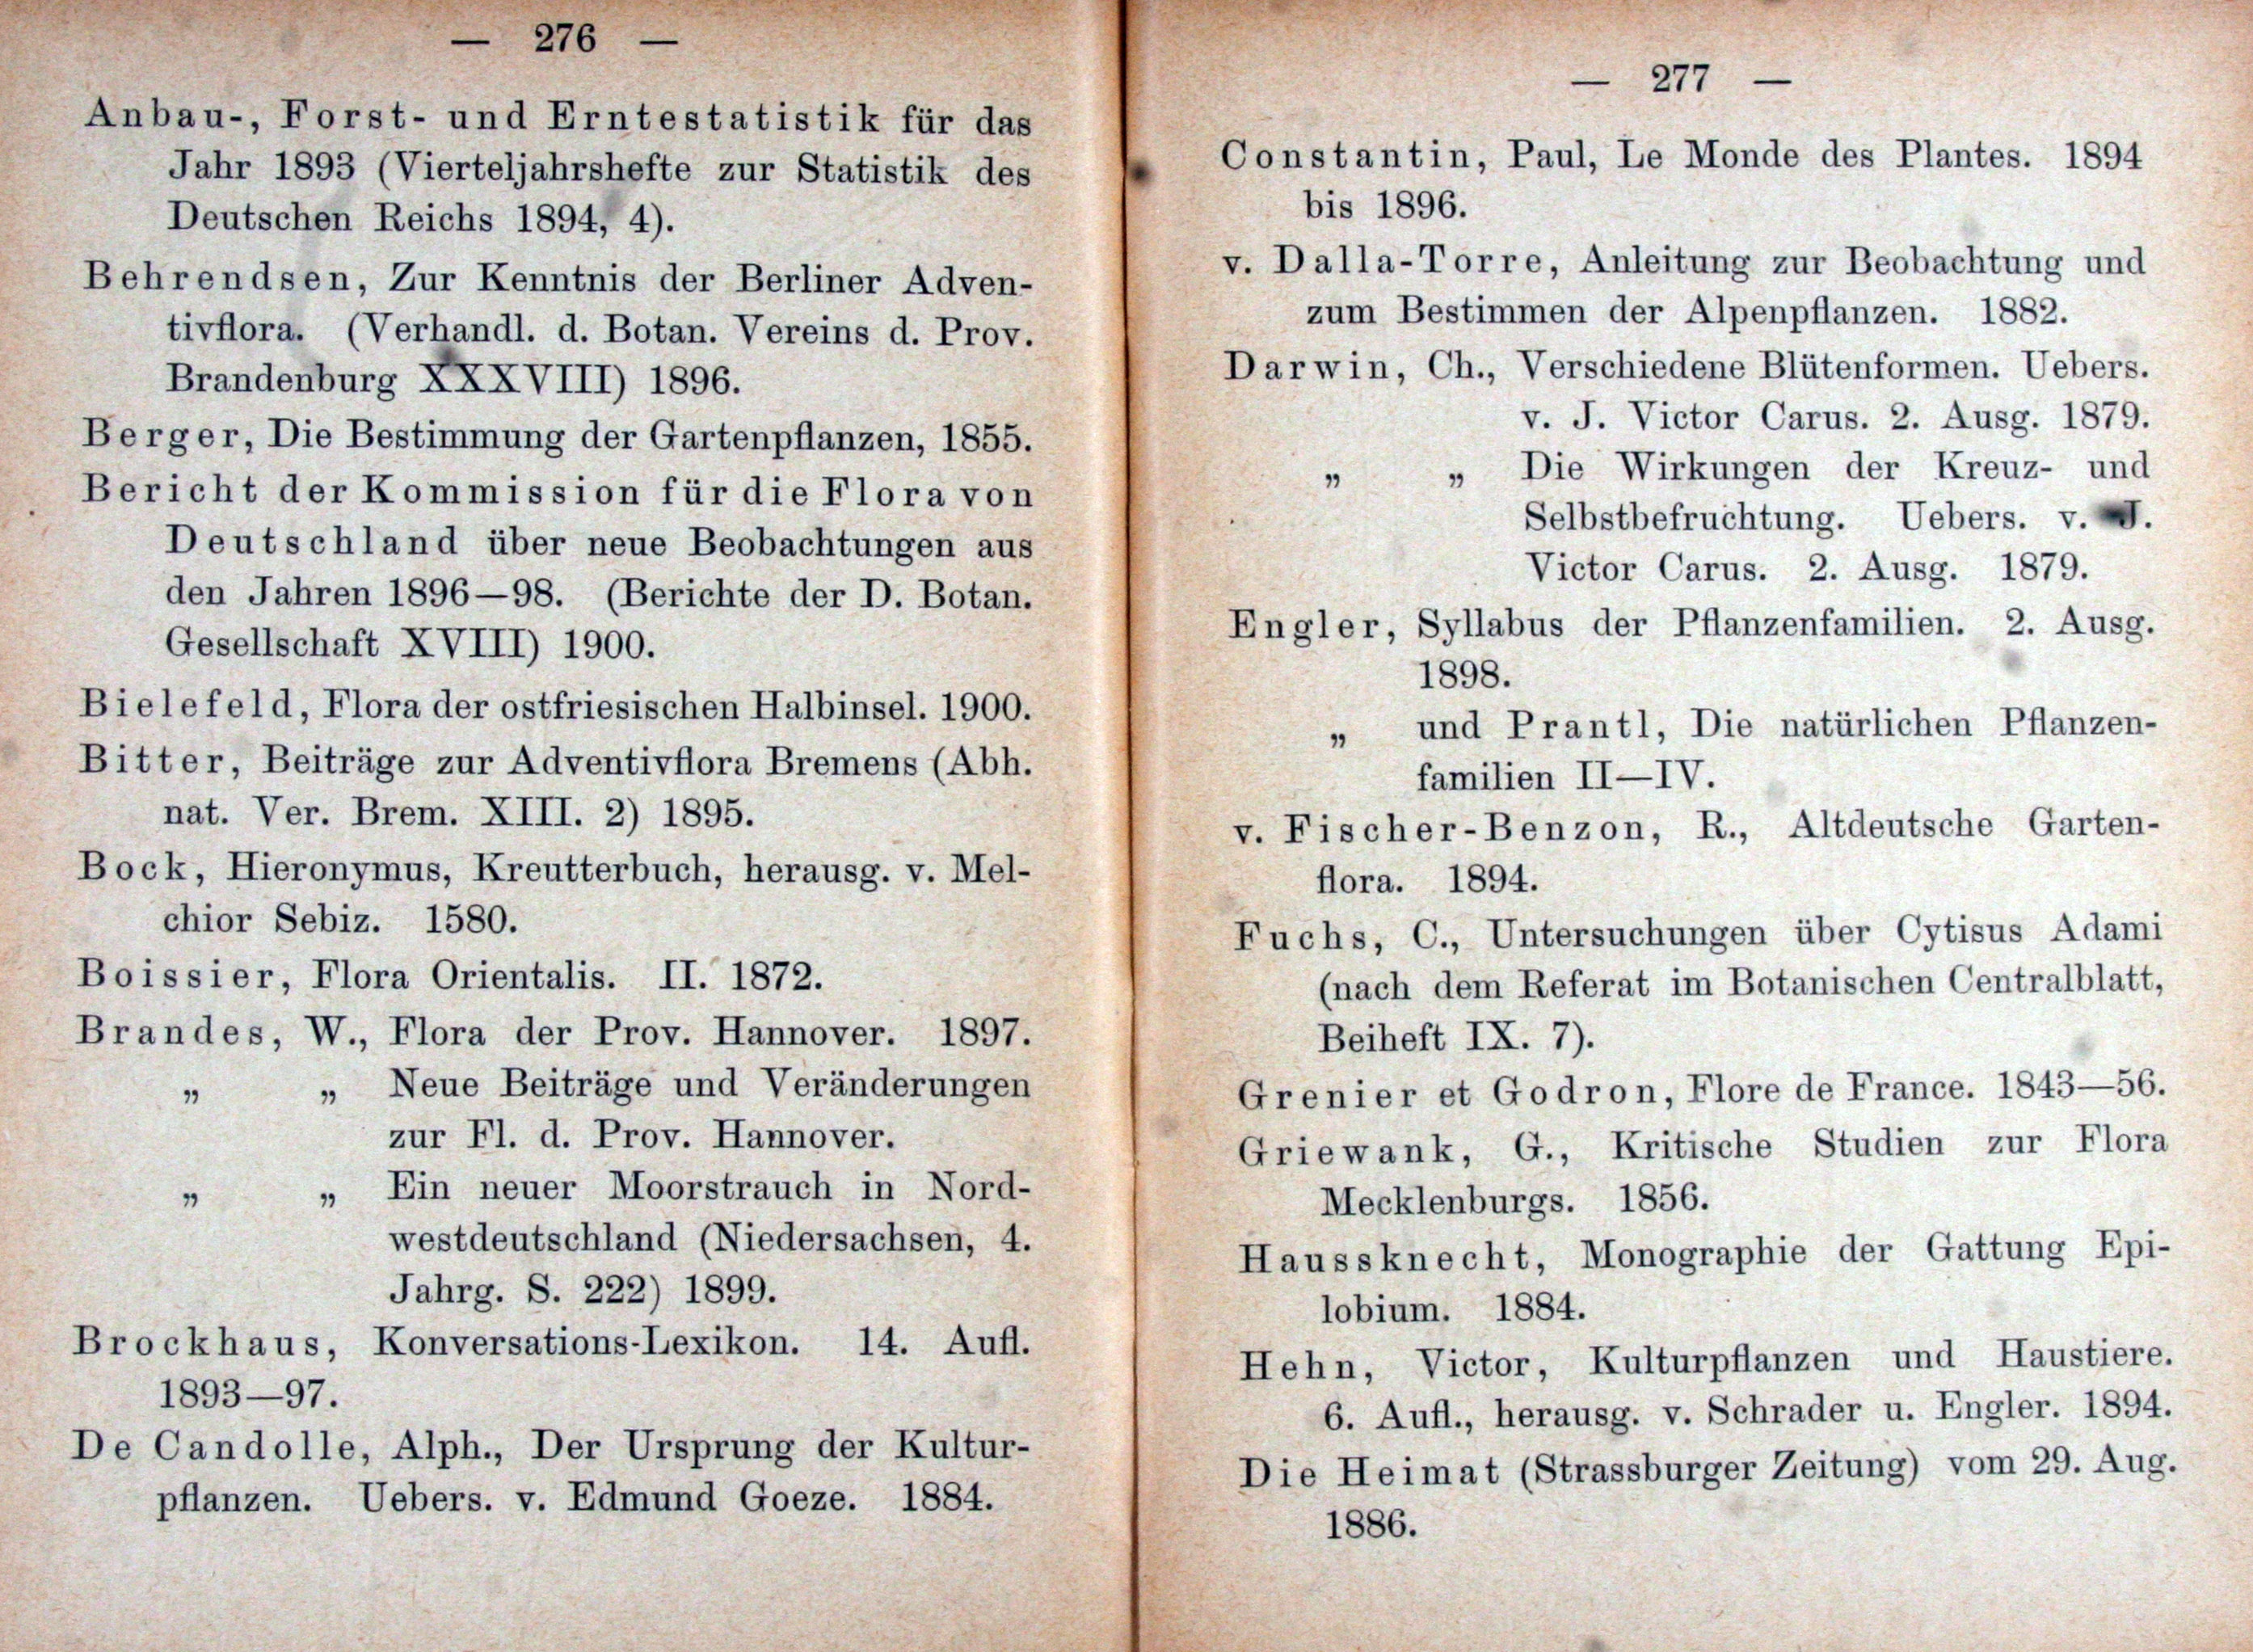 — 276 —
Anbau-, Forst- und Erntestatistik für das
Jahr 1893 (Vierteljahrshefte zur Statistik des
Deutschen Reichs 1894, 4).
Behrendsen, Zur Kenntnis der Berliner Adven-
tivflora. (Verhandl. d. Botan. Vereins d. Prov.
Brandenburg XXXVIII) 1896.
Berger, Die Bestimmung der Gartenpflanzen, 1855.
Bericht der Kommission für die Flora von
Deutschland über neue Beobachtungen aus
den Jahren 1896—98. (Berichte der D. Botan.
Gesellschaft XVIII) 1900.
Bielefeld, Flora der ostfriesischen Halbinsel. 1900.
Bitter, Beiträge zur Adventivflora Bremens (Abh.
nat. Ver. Brem. XIII. 2) 1895.
Bock, Hieronymus, Kreutterbuch, herausg. v. Mel-
chior Sebiz. 1580.
Boissier, Flora Orientalis. II. 1872.
Brandes, W., Flora der Prov. Hannover. 1897.
„ „ Neue Beiträge und Veränderungen
zur Fl. d. Prov. Hannover.
„ „ Ein neuer Moorstrauch in Nord-
westdeutschland (Niedersachsen, 4.
Jahrg. S. 222) 1899.
Brockhaus, Konversations-Lexikon. 14. Aufl.
1893—97.
De Candolle, Alph., Der Ursprung der Kultur-
pflanzen. Uebers. v. Edmund Goeze. 1884.
— 277 —
Constantin, Paul, Le Monde des Plantes. 1894
bis 1896.
v. Dalla-Torre, Anleitung zur Beobachtung und
zum Bestimmen der Alpenpflanzen. 1882.
Darwin, Ch., Verschiedene Blütenformen. Uebers.
v. J. Victor Carus. 2. Ausg. 1879.
„ „ Die Wirkungen der Kreuz- und
Selbstbefruchtung. Uebers. v. J.
Victor Carus. 2. Ausg. 1879.
Engler, Syllabus der Pflanzenfamilien. 2. Ausg.
1898.
„ und Prantl, Die natürlichen Pflanzen-
familien II—IV.
v. Fischer-Benzon, R., Altdeutsche Garten-
flora. 1894.
Fuchs, C., Untersuchungen über Cytisus Adami
(nach dem Referat im Botanischen Centralblatt,
Beiheft IX. 7).
Grenier et Godron, Flore de France. 1843—56.
Griewank, G., Kritische Studien zur Flora
Mecklenburgs. 1856.
Haussknecht, Monographie der Gattung Epi-
lobium. 1884.
Hehn, Victor, Kulturpflanzen und Haustiere.
6. Aufl., herausg. v. Schrader u. Engler. 1894.
Die Heimat (Strassburger Zeitung) vom 29. Aug.
1886.